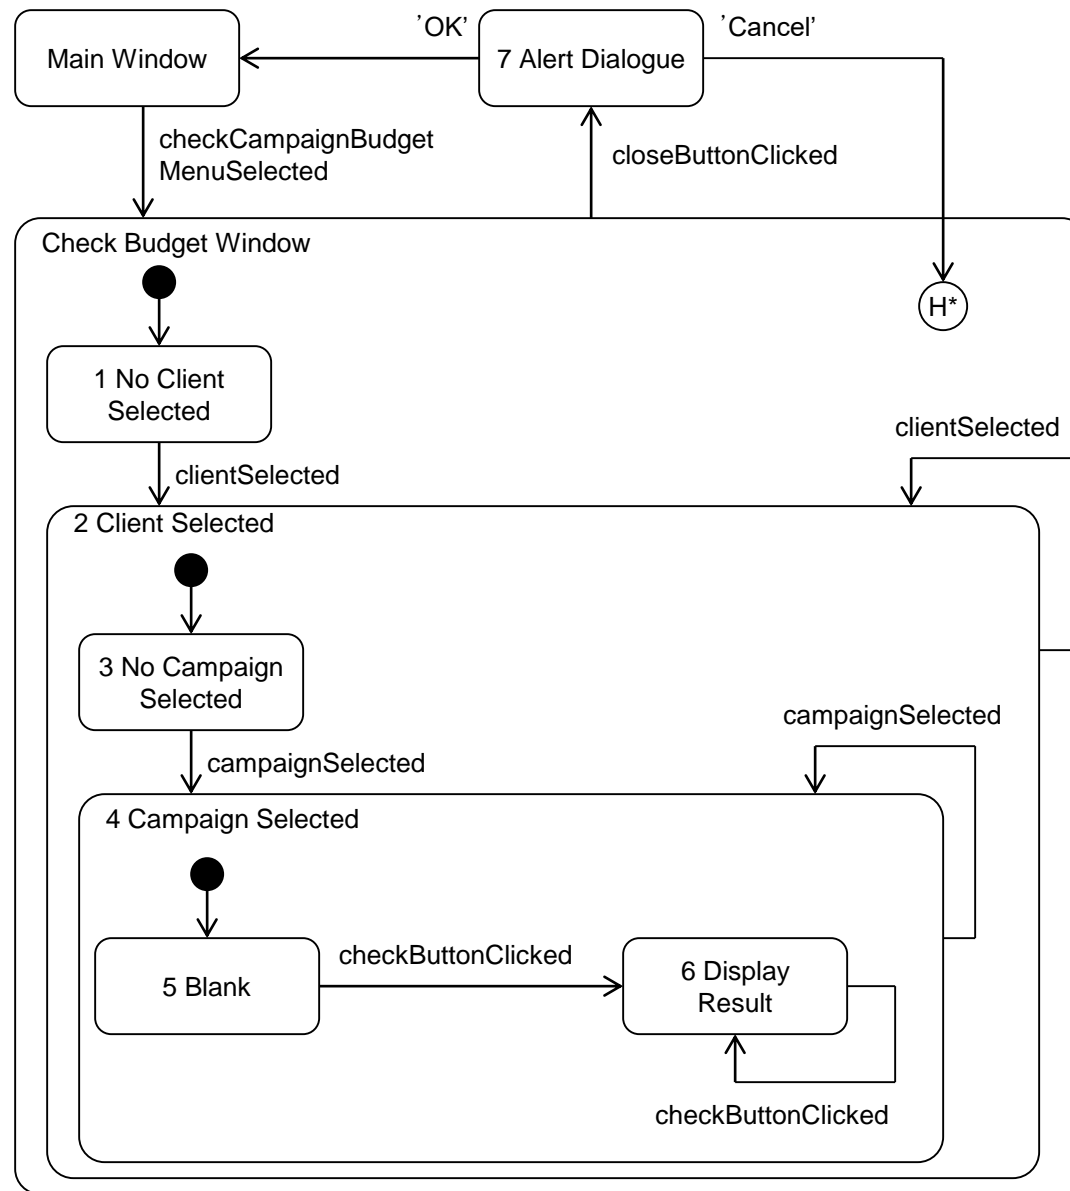 ’OK’
’Cancel’
Main Window
7 Alert Dialogue
checkCampaignBudget
MenuSelected
closeButtonClicked
Check Budget Window
H*
1 No Client
Selected
clientSelected
clientSelected
2 Client Selected
3 No Campaign
Selected
campaignSelected
campaignSelected
4 Campaign Selected
checkButtonClicked
5 Blank
6 Display
Result
checkButtonClicked